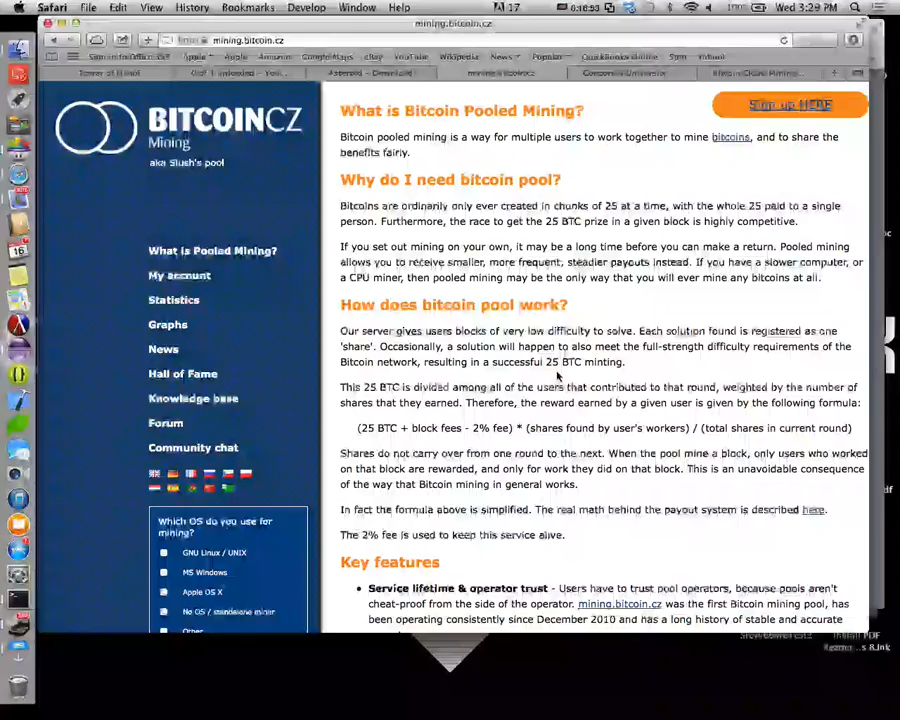 Safari File Edit View History Bookmarks Develop Window Help
17
Wed 3:29 PM
mining.bitcoin.cz
mining.bitcoin.cz
Apple
Amazon
eBay YouTube Wikipedia News Popular
Tower of Hanoi
mining.bitcoin.cz
BITCOINCZ
Mining
aka Slush's pool
What is Pooled Mining?
My account
Statistics
Graphs
News
Hall of Fame
Knowledge base
Forum
Community chat
Which OS do you use for
mining?
GNU Linux / UNIX
MS Windows
Apple OS X
No OS / standalone miner
Other
Sign up HERE
What is Bitcoin Pooled Mining?
Bitcoin pooled mining is a way for multiple users to work together to mine bitcoins, and to share the
benefits fairly.
Why do I need bitcoin pool?
Bitcoins are ordinarily only ever created in chunks of 25 at a time, with the whole 25 paid to a single
person. Furthermore, the race to get the 25 BTC prize in a given block is highly competitive.
If you set out mining on your own, it may be a long time before you can make a return. Pooled mining
allows you to receive smaller, more frequent, steadier payouts instead. If you have a slower computer, or
a CPU miner, then pooled mining may be the only way that you will ever mine any bitcoins at all.
How does bitcoin pool work?
Our server gives users blocks of very low difficulty to solve. Each solution found is registered as one
'share'. Occasionally, a solution will happen to also meet the full-strength difficulty requirements of the
Bitcoin network, resulting in a successful 25 BTC minting.
This 25 BTC is divided among all of the users that contributed to that round, weighted by the number of
shares that they earned. Therefore, the reward earned by a given user is given by the following formula:
(25 BTC + block fees - 2% fee) * (shares found by user's workers) / (total shares in current round)
Shares do not carry over from one round to the next. When the pool mine a block, only users who worked
on that block are rewarded, and only for work they did on that block. This is an unavoidable consequence
of the way that Bitcoin mining in general works.
In fact the formula above is simplified. The real math behind the payout system is described here.
The 2% fee is used to keep this service alive.
Key features
• Service lifetime & operator trust - Users have to trust pool operators, because pools aren't
cheat-proof from the side of the operator. mining.bitcoin.cz was the first Bitcoin mining pool, has
been operating consistently since December 2010 and has a long history of stable and accurate